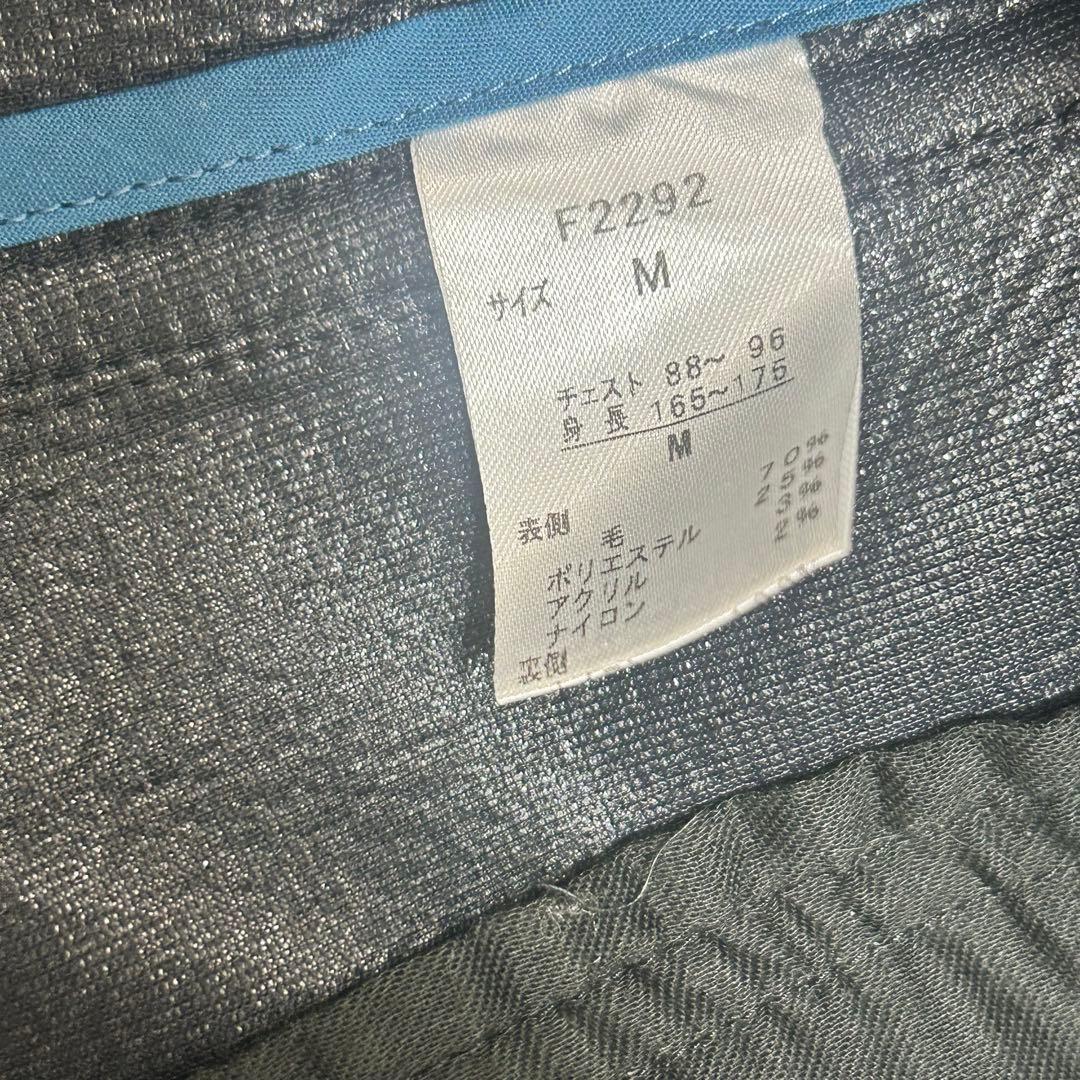 F2292
サイズ M
チェスト 88～ 96
身長 165～175
M
表側 毛 70%
ポリエステル 25%
アクリル 3%
ナイロン 2%
裏側